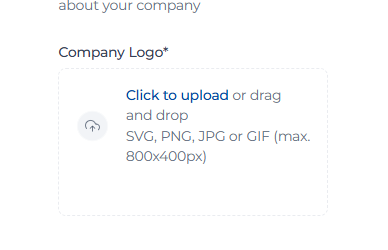 about your company
Company Logo*
Click to upload or drag
and drop
SVG, PNG, JPG or GIF (max.
800x400px)